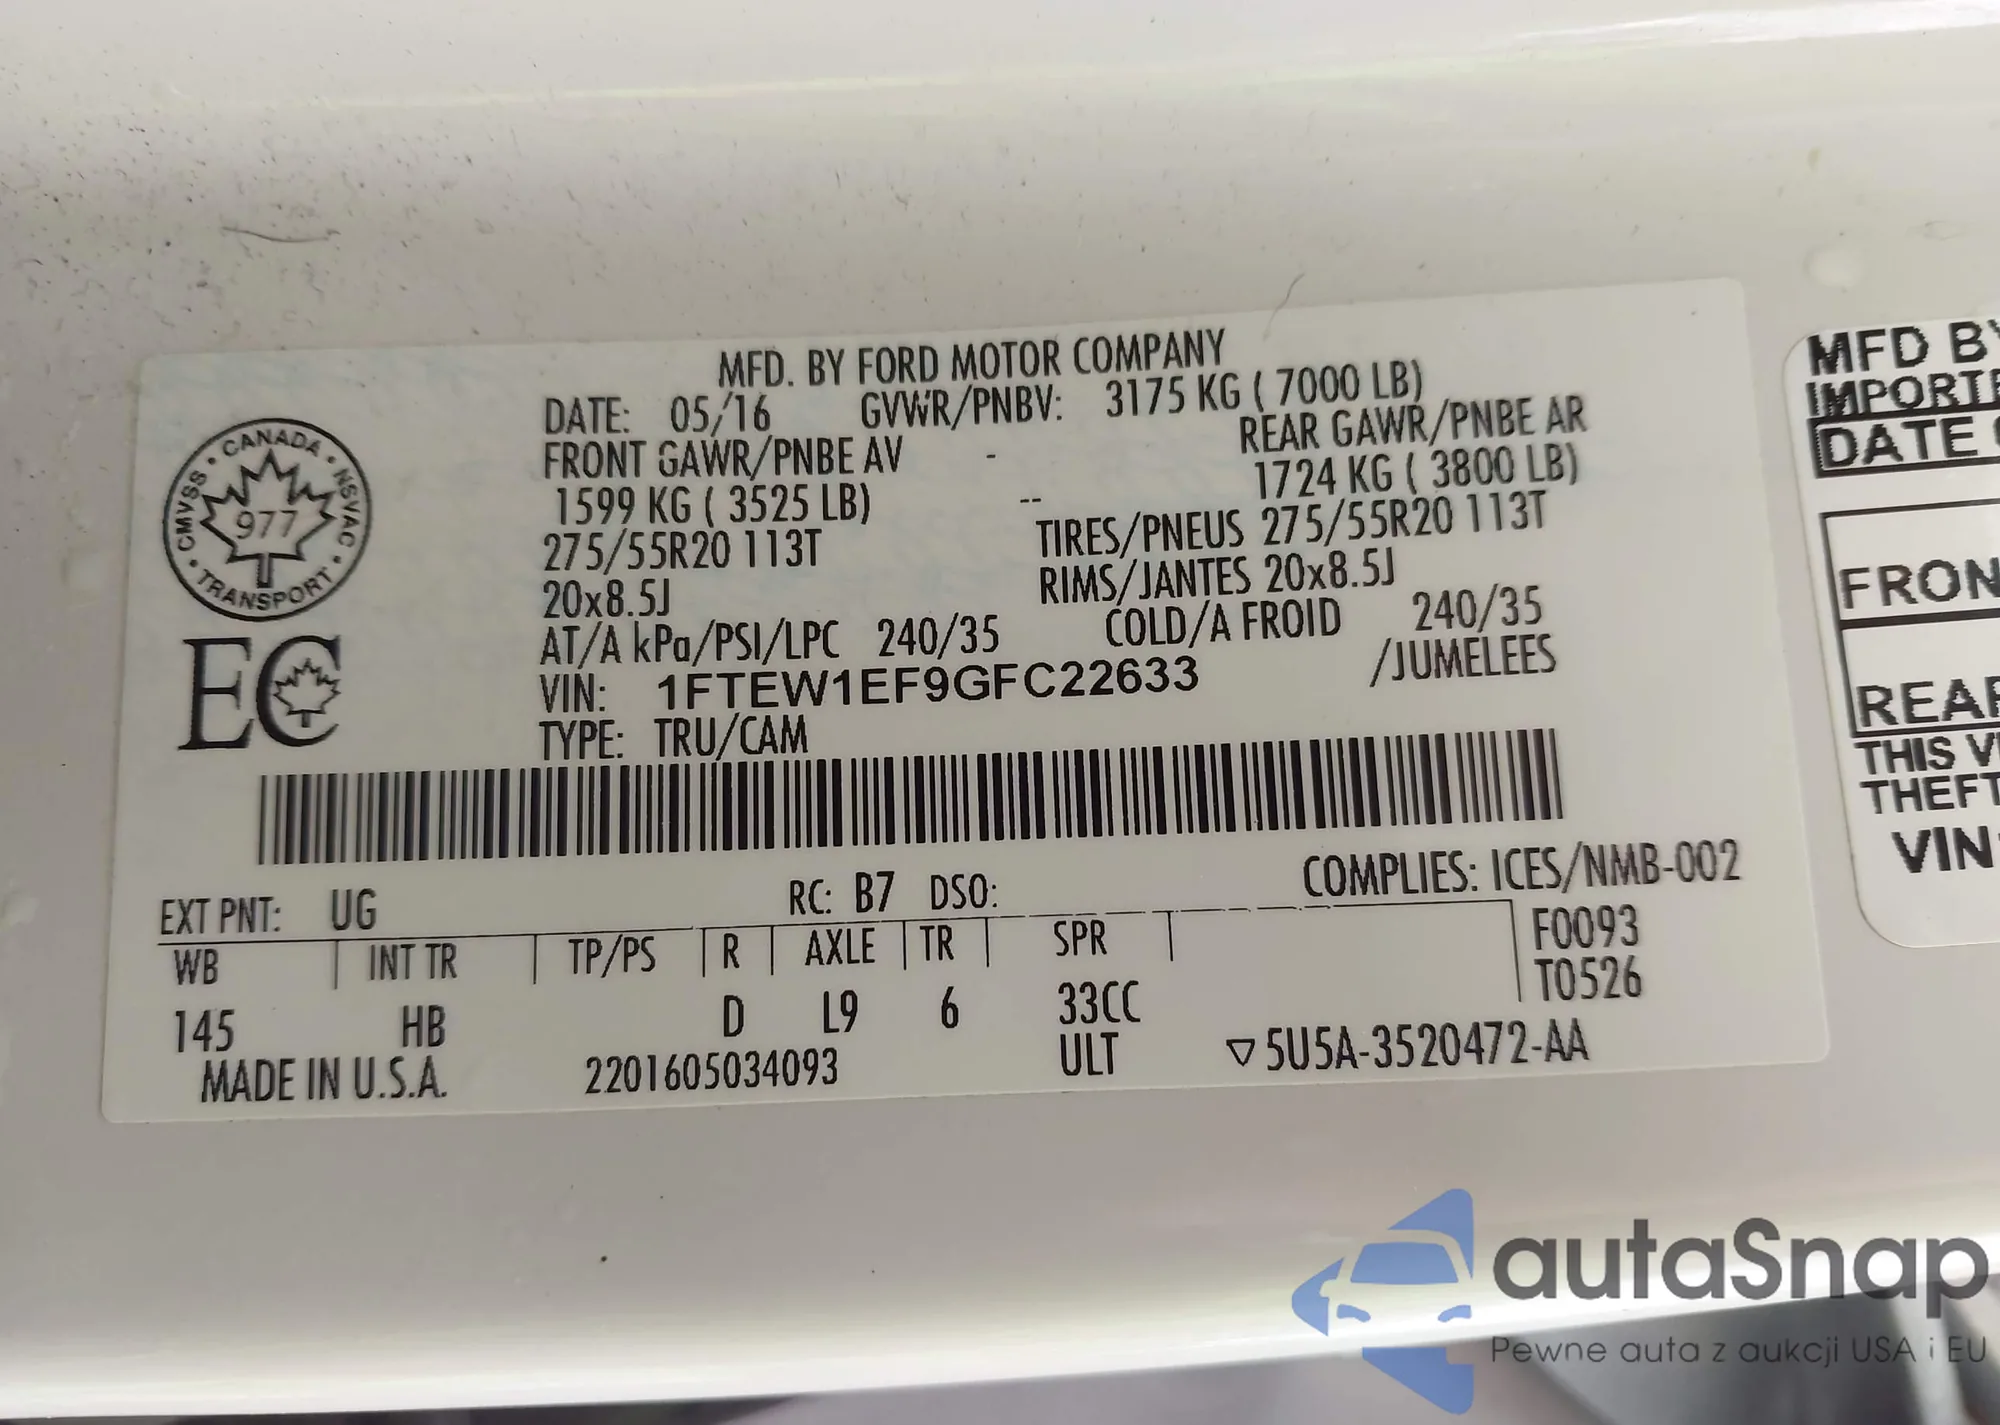 MFD. BY FORD MOTOR COMPANY
DATE: 05/16 GVWR/PNBV: 3175 KG ( 7000 LB)
FRONT GAWR/PNBE AV - REAR GAWR/PNBE AR
1599 KG ( 3525 LB) -- 1724 KG ( 3800 LB)
275/55R20 113T TIRES/PNEUS 275/55R20 113T
20x8.5J RIMS/JANTES 20x8.5J
AT/A kPa/PSI/LPC 240/35 COLD/A FROID 240/35
VIN: 1FTEW1EF9GFC22633 /JUMELEES
TYPE: TRU/CAM
CANADA
CMVSS
NSVAC
977
TRANSPORT
EC
EXT PNT: UG RC: B7 DSO: COMPLIES: ICES/NMB-002
WB INT TR TP/PS R AXLE TR SPR F0093
T0526
145 HB D L9 6 33CC
MADE IN U.S.A. 2201605034093 ULT 5U5A-3520472-AA
MFD BY
IMPORTE
DATE
FRON
REAR
THIS V
THEFT
VIN:
autaSnap
Pewne auta z aukcji USA i EU